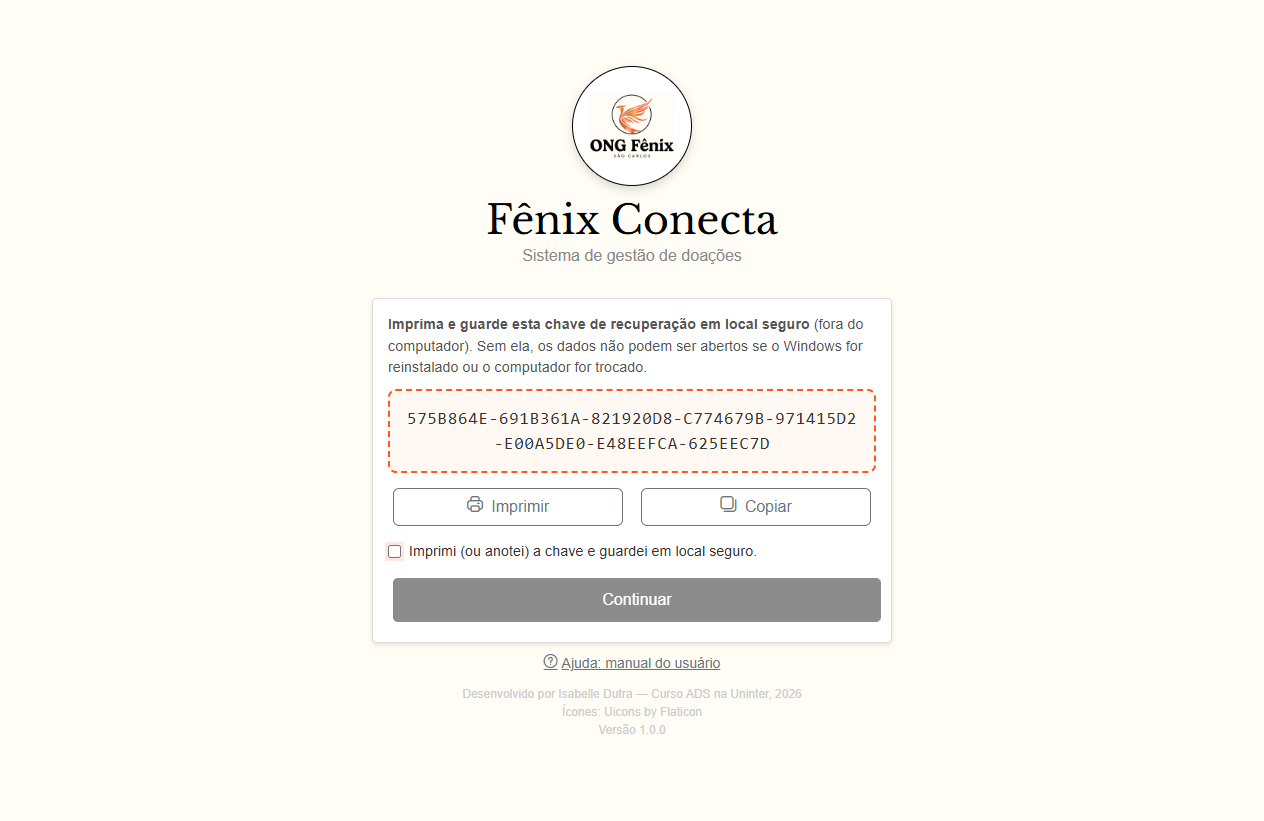 ONG Fênix
SÃO CARLOS
Fênix Conecta
Sistema de gestão de doações
Imprima e guarde esta chave de recuperação em local seguro (fora do
computador). Sem ela, os dados não podem ser abertos se o Windows for
reinstalado ou o computador for trocado.
575B864E-691B361A-821920D8-C774679B-971415D2
-E00A5DE0-E48EEFCA-625EEC7D
Imprimir
Copiar
Imprimi (ou anotei) a chave e guardei em local seguro.
Continuar
Ajuda: manual do usuário
Desenvolvido por Isabelle Dutra — Curso ADS na Uninter, 2026
Ícones: Uicons by Flaticon
Versão 1.0.0